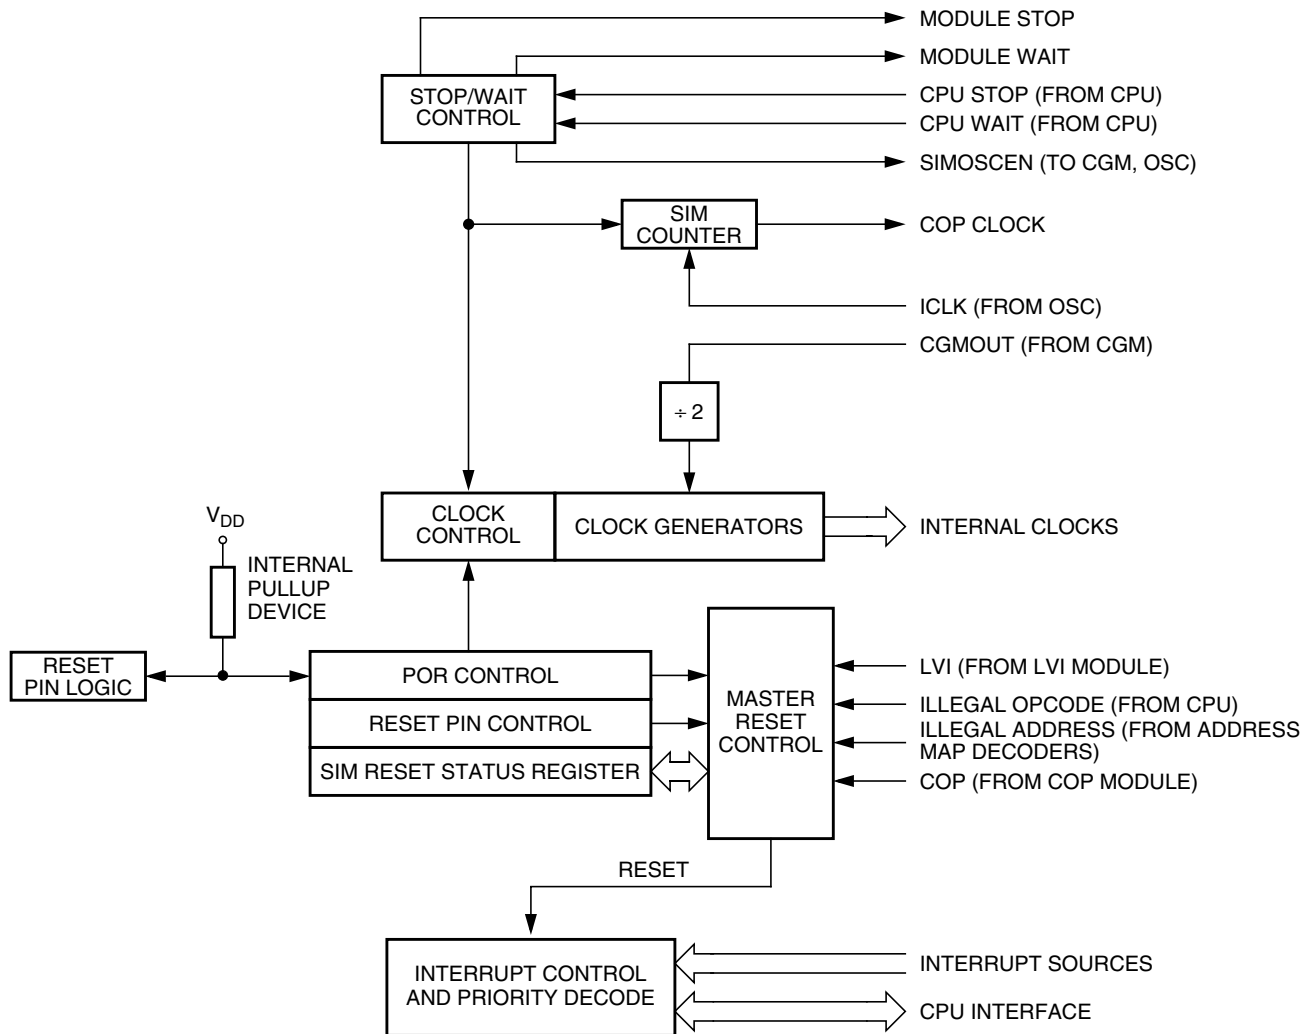 MODULE STOP
MODULE WAIT
STOP/WAIT
CONTROL
CPU STOP (FROM CPU)
CPU WAIT (FROM CPU)
SIMOSCEN (TO CGM, OSC)
SIM
COUNTER
COP CLOCK
ICLK (FROM OSC)
CGMOUT (FROM CGM)
÷ 2
CLOCK
CONTROL
CLOCK GENERATORS
INTERNAL CLOCKS
VDD
INTERNAL
PULLUP
DEVICE
RESET
PIN LOGIC
POR CONTROL
RESET PIN CONTROL
SIM RESET STATUS REGISTER
MASTER
RESET
CONTROL
LVI (FROM LVI MODULE)
ILLEGAL OPCODE (FROM CPU)
ILLEGAL ADDRESS (FROM ADDRESS
MAP DECODERS)
COP (FROM COP MODULE)
RESET
INTERRUPT CONTROL
AND PRIORITY DECODE
INTERRUPT SOURCES
CPU INTERFACE